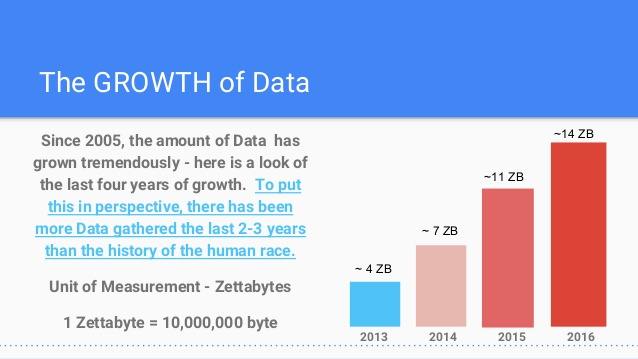 The GROWTH of Data
Since 2005, the amount of Data has
grown tremendously - here is a look of
the last four years of growth. To put
this in perspective, there has been
more Data gathered the last 2-3 years
than the history of the human race.
Unit of Measurement - Zettabytes
1 Zettabyte = 10,000,000 byte
~ 4 ZB
~ 7 ZB
~11 ZB
~14 ZB
2013 2014 2015 2016